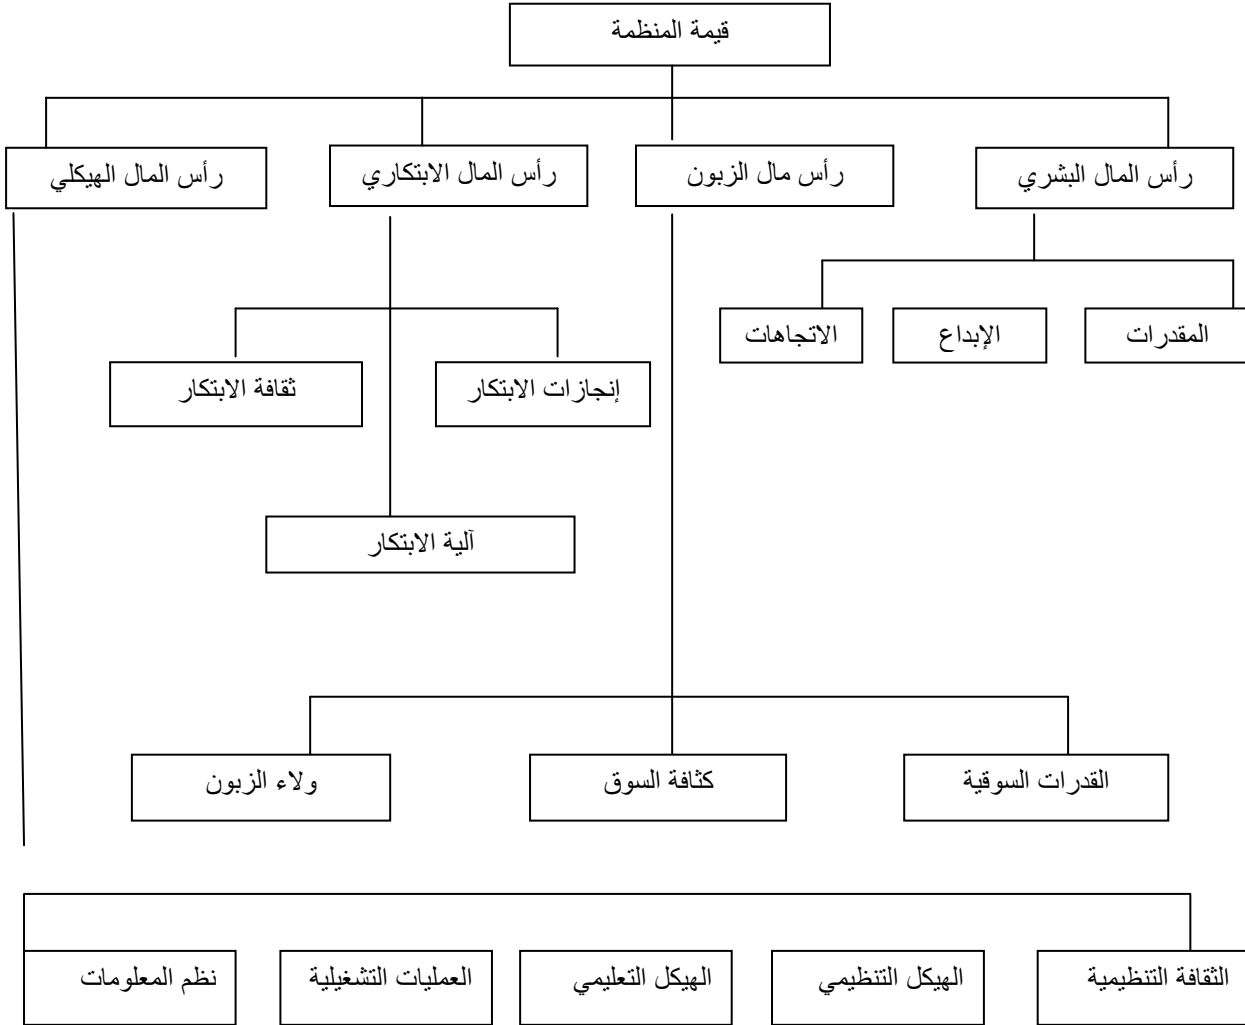 قيمة المنظمة
رأس المال البشري
رأس مال الزبون
رأس المال الابتكاري
رأس المال الهيكلي
المقدرات
الإبداع
الاتجاهات
إنجازات الابتكار
ثقافة الابتكار
آلية الابتكار
القدرات السوقية
كثافة السوق
ولاء الزبون
الثقافة التنظيمية
الهيكل التنظيمي
الهيكل التعليمي
العمليات التشغيلية
نظم المعلومات